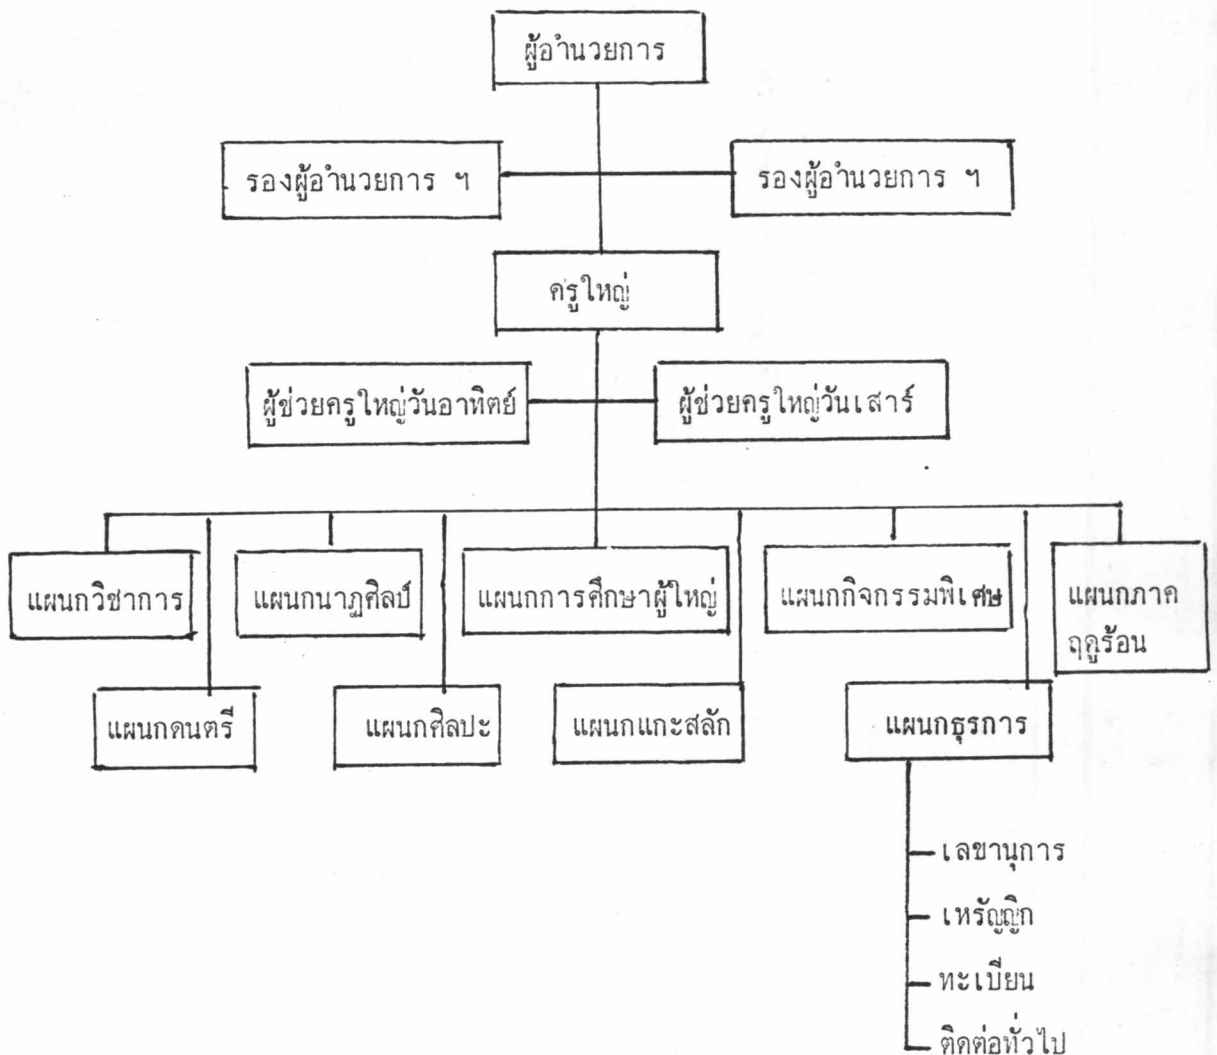 ผู้อำนวยการ
รองผู้อำนวยการ ฯ
รองผู้อำนวยการ ฯ
ครูใหญ่
ผู้ช่วยครูใหญ่วันอาทิตย์
ผู้ช่วยครูใหญ่วันเสาร์
แผนกวิชาการ
แผนกนาฏศิลป์
แผนกการศึกษาผู้ใหญ่
แผนกกิจกรรมพิเศษ
แผนกภาค
ฤดูร้อน
แผนกดนตรี
แผนกศิลปะ
แผนกแกะสลัก
แผนกธุรการ
เลขานุการ
เหรัญญิก
ทะเบียน
ติดต่อทั่วไป